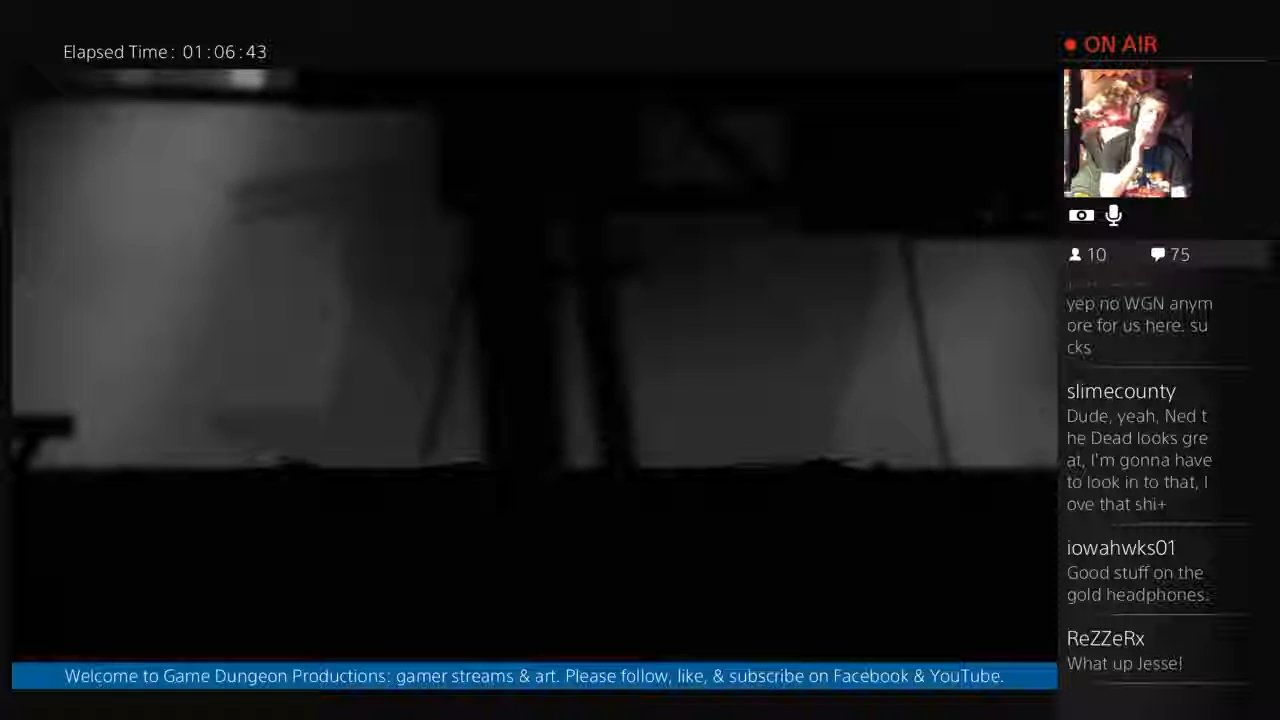 Elapsed Time: 01:06:43
ON AIR
10 75
yep no WGN anym
ore for us here. su
cks
slimecounty
Dude, yeah, Ned t
he Dead looks gre
at, I'm gonna have
to look in to that, l
ove that shi+
iowahwks01
Good stuff on the
gold headphones.
ReZZeRx
What up Jesse!
Welcome to Game Dungeon Productions: gamer streams & art. Please follow, like, & subscribe on Facebook & YouTube.